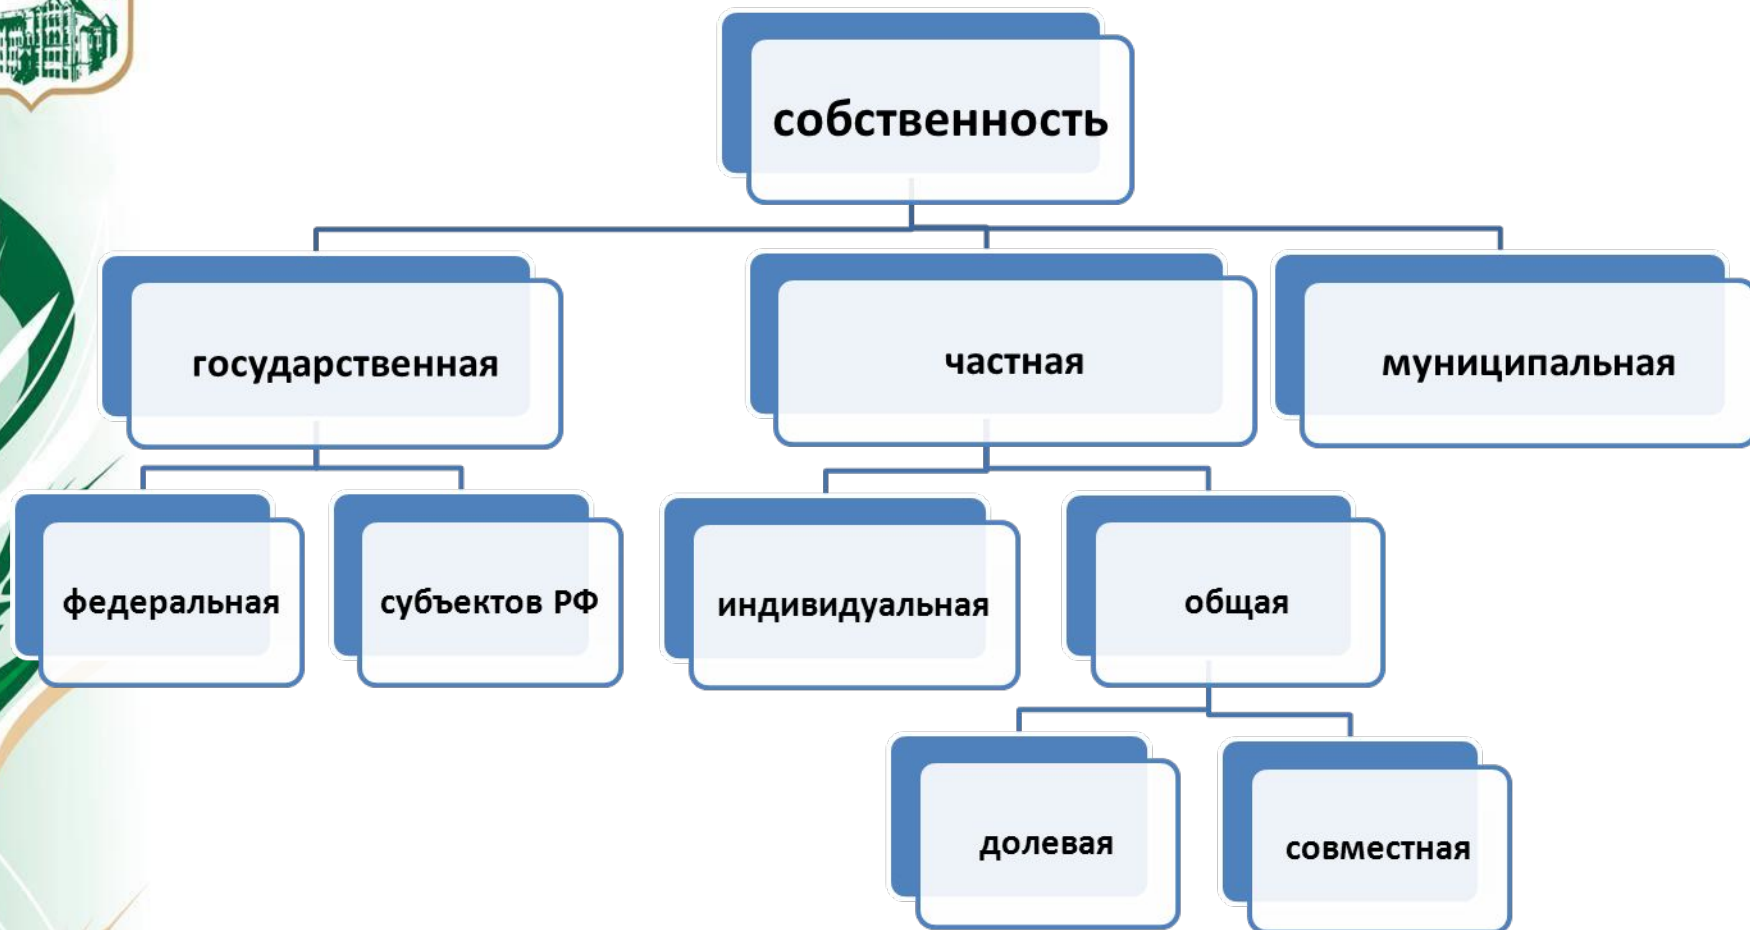 собственность
государственная
частная
муниципальная
федеральная
субъектов РФ
индивидуальная
общая
долевая
совместная